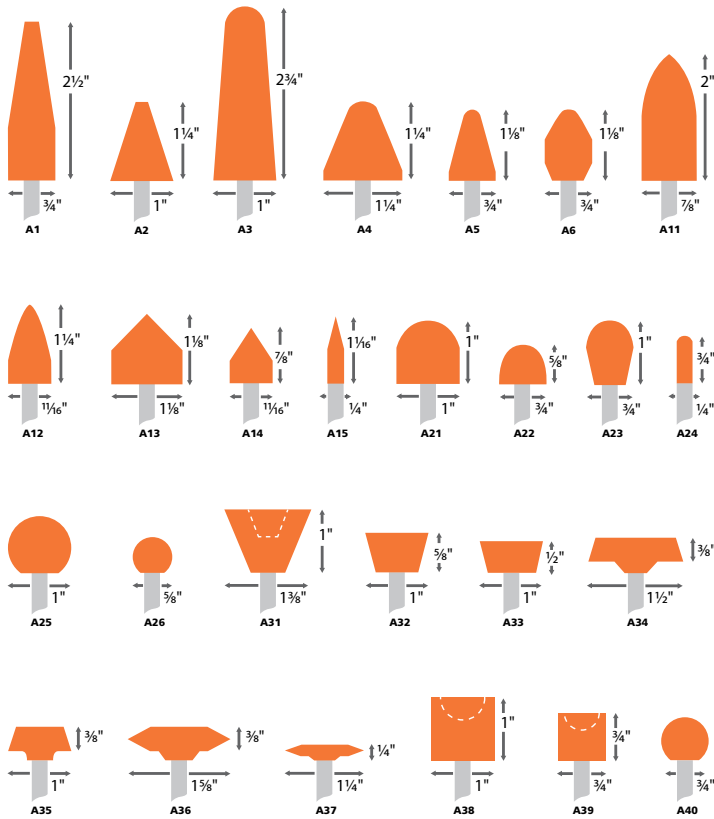 2½" 1¼" 2¾" 1¼" 1⅛" 1⅛" 2"
¾" 1" 1" 1¼" ¾" ¾" ⅞"
A1 A2 A3 A4 A5 A6 A11
1¼" 1⅛" ⅞" 1¹⁄₁₆" 1" ⅝" 1" ¾"
¹¹⁄₁₆" 1⅛" ¹¹⁄₁₆" ¼" 1" ¾" ¾" ¼"
A12 A13 A14 A15 A21 A22 A23 A24
1" ⅝" ½" ⅜"
1" ⅝" 1⅜" 1" 1" 1½"
A25 A26 A31 A32 A33 A34
⅜" ⅜" ¼" 1" ¾"
1" 1⅝" 1¼" 1" ¾" ¾"
A35 A36 A37 A38 A39 A40